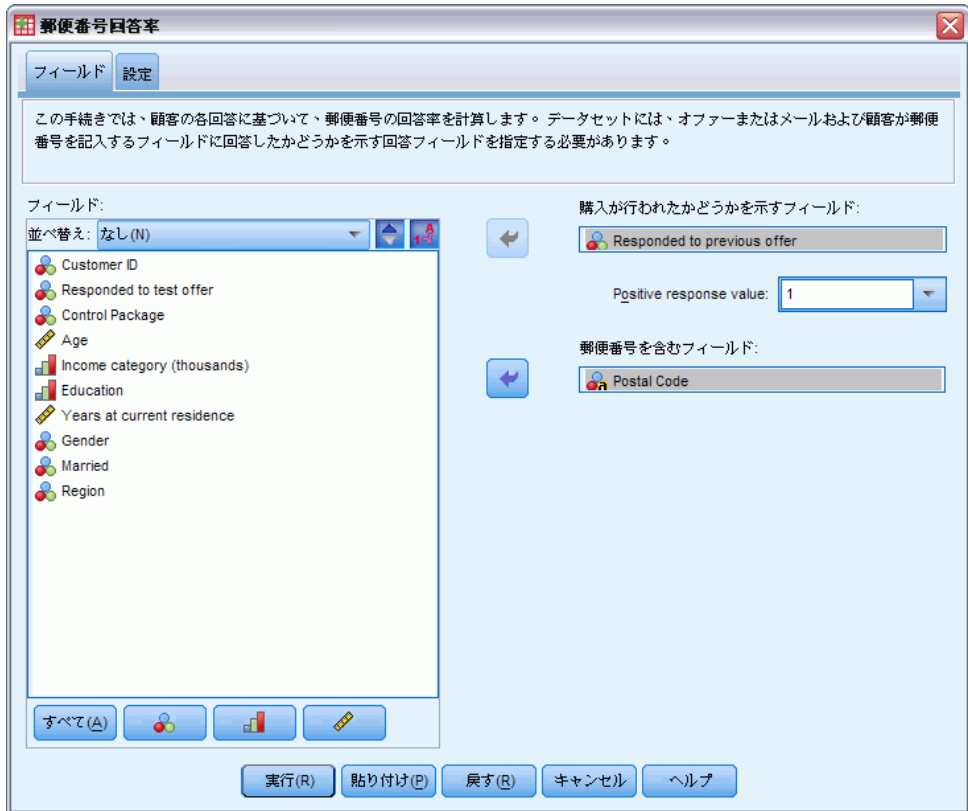 郵便番号回答率
フィールド 設定
この手続きでは、顧客の各回答に基づいて、郵便番号の回答率を計算します。 データセットには、オファーまたはメールおよび顧客が郵便
番号を記入するフィールドに回答したかどうかを示す回答フィールドを指定する必要があります。
フィールド:
並べ替え: なし(N)
Customer ID
Responded to test offer
Control Package
Age
Income category (thousands)
Education
Years at current residence
Gender
Married
Region
すべて(A)
購入が行われたかどうかを示すフィールド:
Responded to previous offer
Positive response value: 1
郵便番号を含むフィールド:
Postal Code
実行(R) 貼り付け(P) 戻す(R) キャンセル ヘルプ